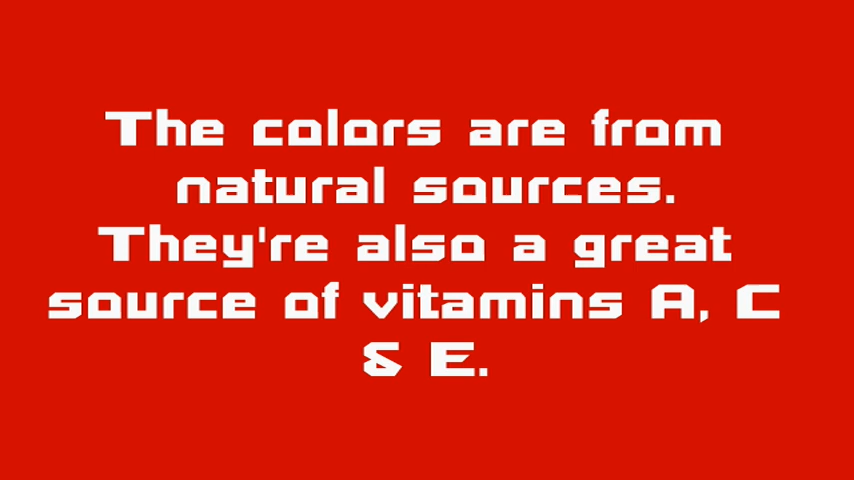 The colors are from
natural sources.
They're also a great
source of vitamins A, C
& E.